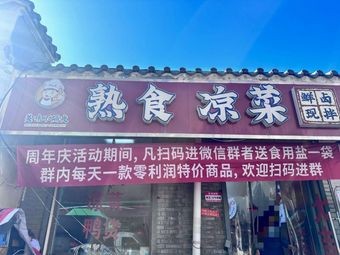 熟食 凉菜
鲜卤
现拌
周年庆活动期间，凡扫码进微信群者送食用盐一袋
群内每天一款零利润特价商品，欢迎扫码进群